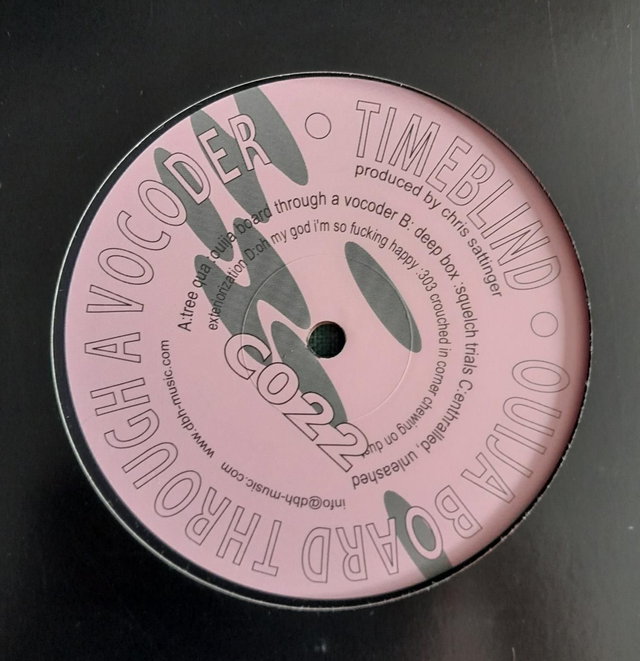 TIMEBLIND
OUIJA BOARD THROUGH A VOCODER
produced by chris sattinger
A:tree qua :ouija board through a vocoder B: deep box :squelch trials C:enthralled, unleashed
exteriorization D:oh my god i'm so fucking happy :303 crouched in corner chewing on
CO22
www.dbh-music.com
info@dbh-music.com